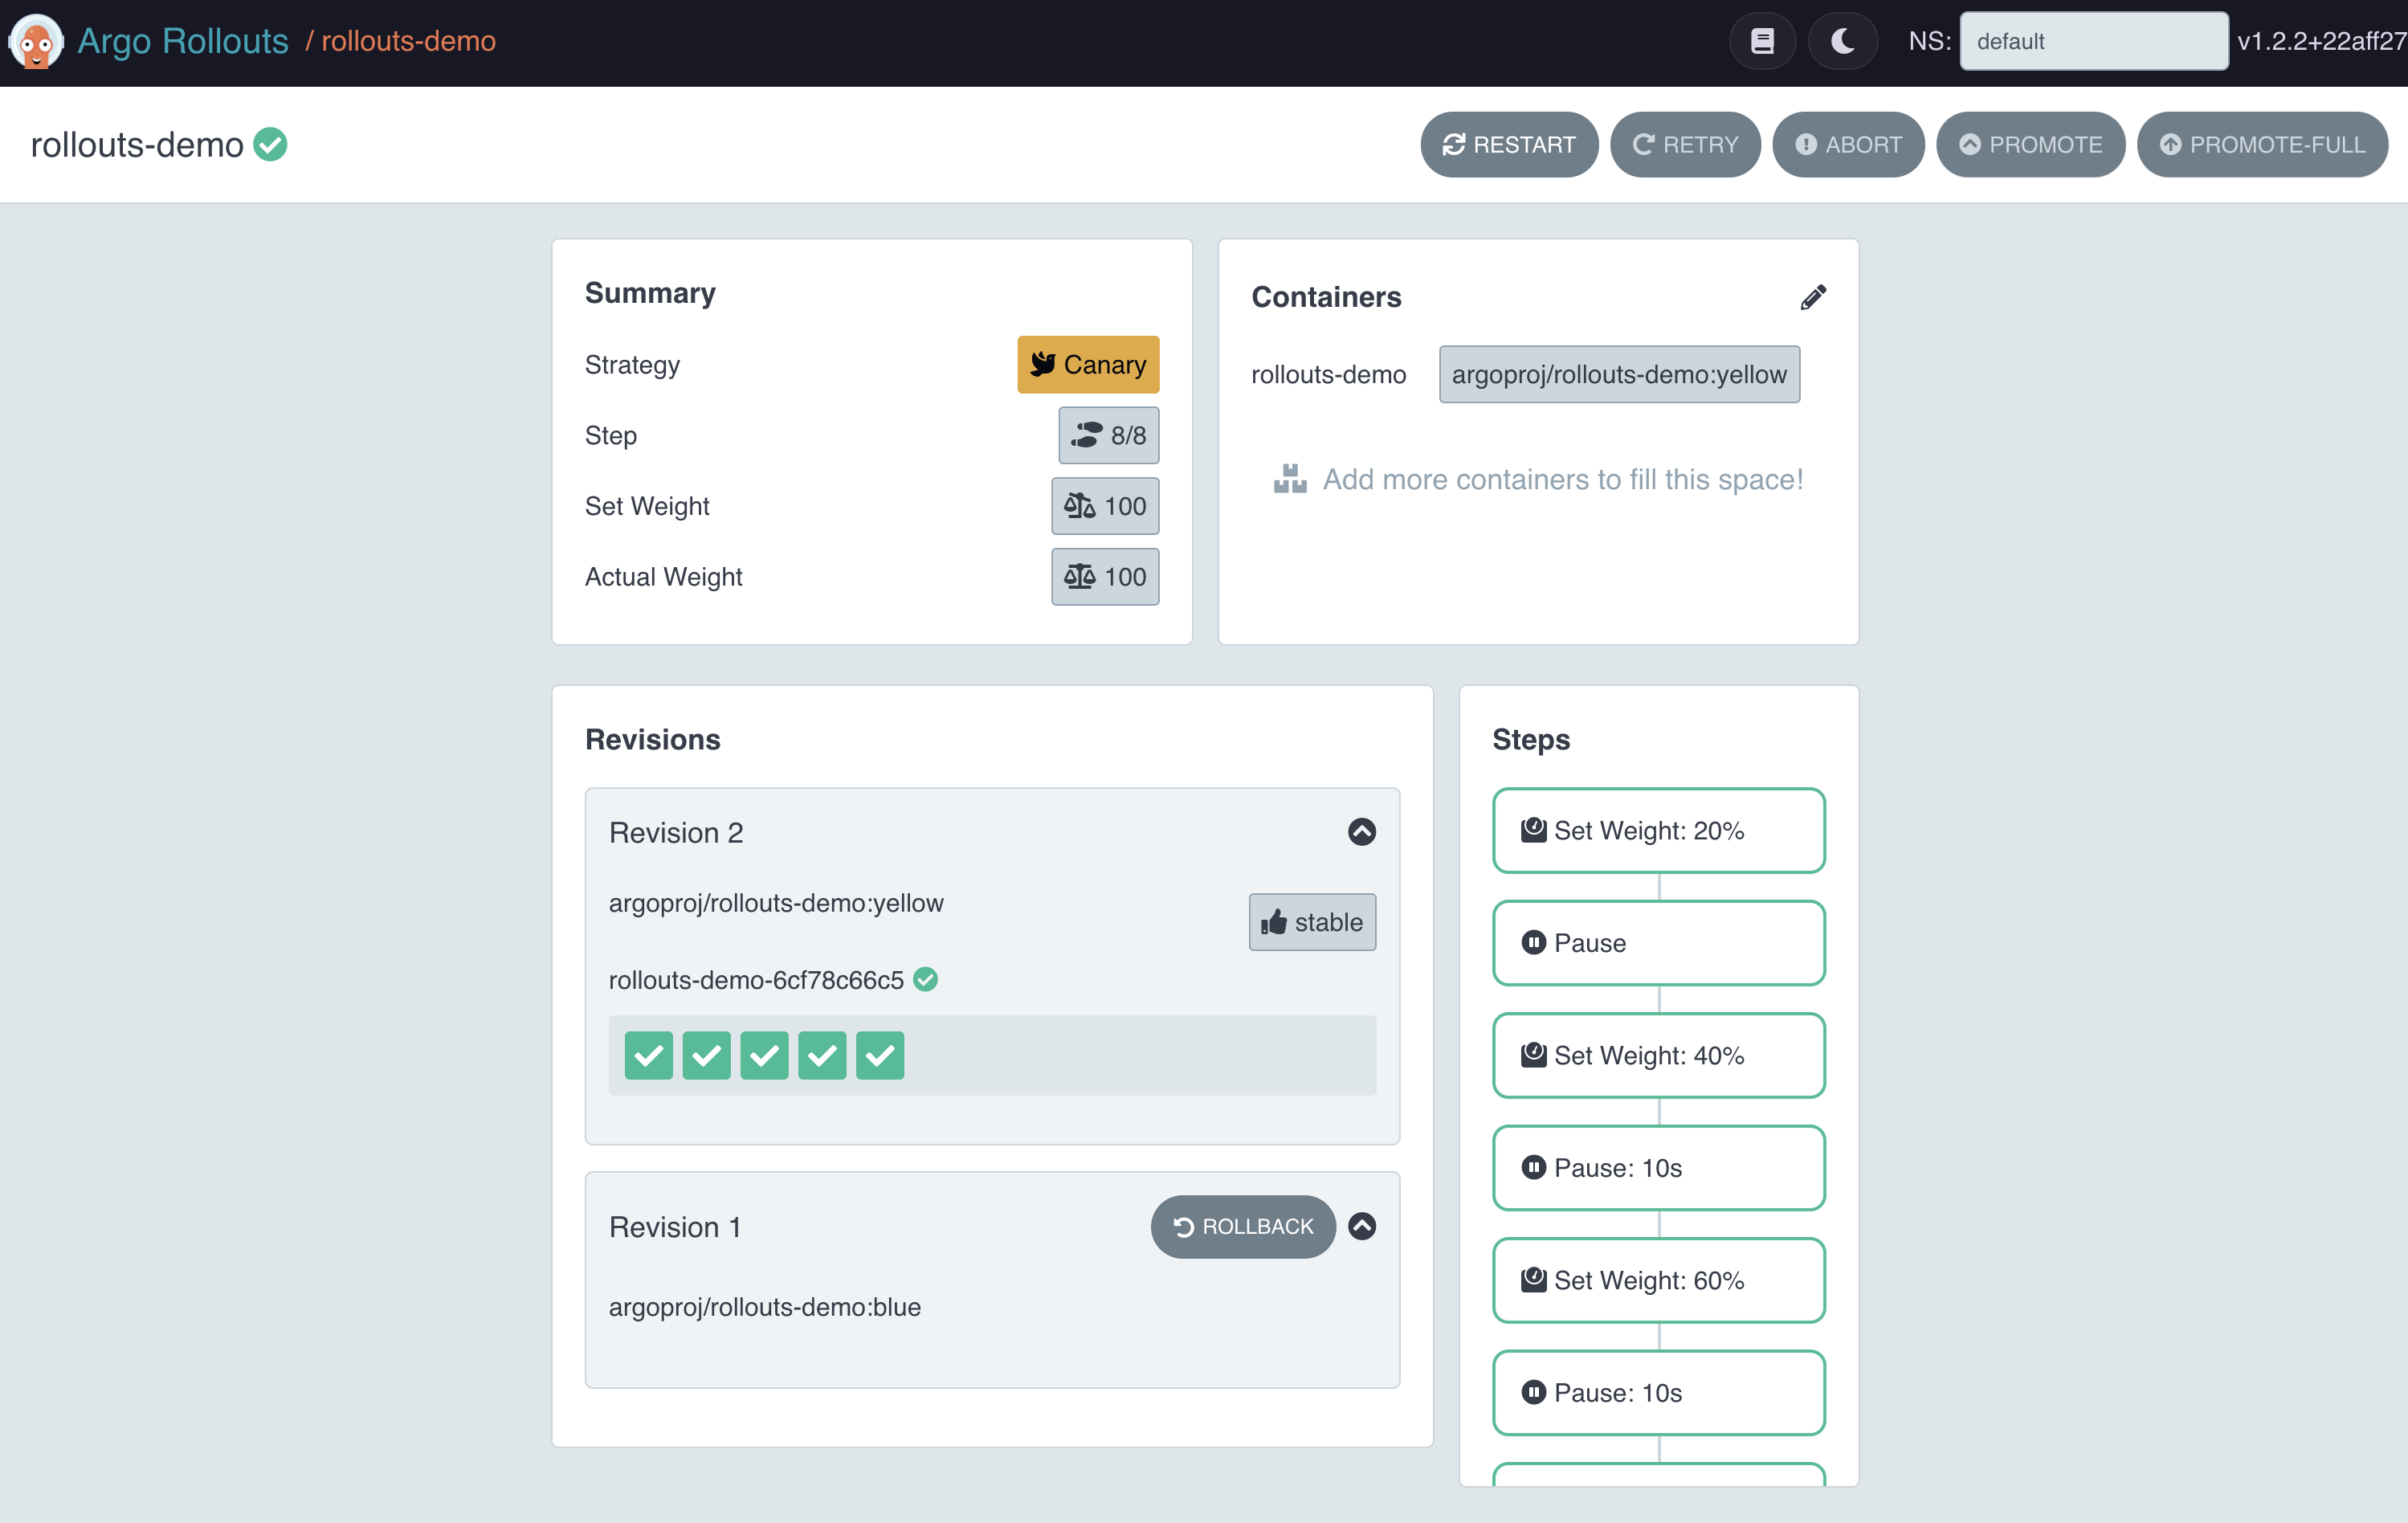 Argo Rollouts / rollouts-demo
NS: default v1.2.2+22aff27
rollouts-demo
RESTART RETRY ABORT PROMOTE PROMOTE-FULL
Summary
Strategy Canary
Step 8/8
Set Weight 100
Actual Weight 100
Containers
rollouts-demo argoproj/rollouts-demo:yellow
Add more containers to fill this space!
Revisions
Revision 2
argoproj/rollouts-demo:yellow
stable
rollouts-demo-6cf78c66c5
Revision 1 ROLLBACK
argoproj/rollouts-demo:blue
Steps
Set Weight: 20%
Pause
Set Weight: 40%
Pause: 10s
Set Weight: 60%
Pause: 10s